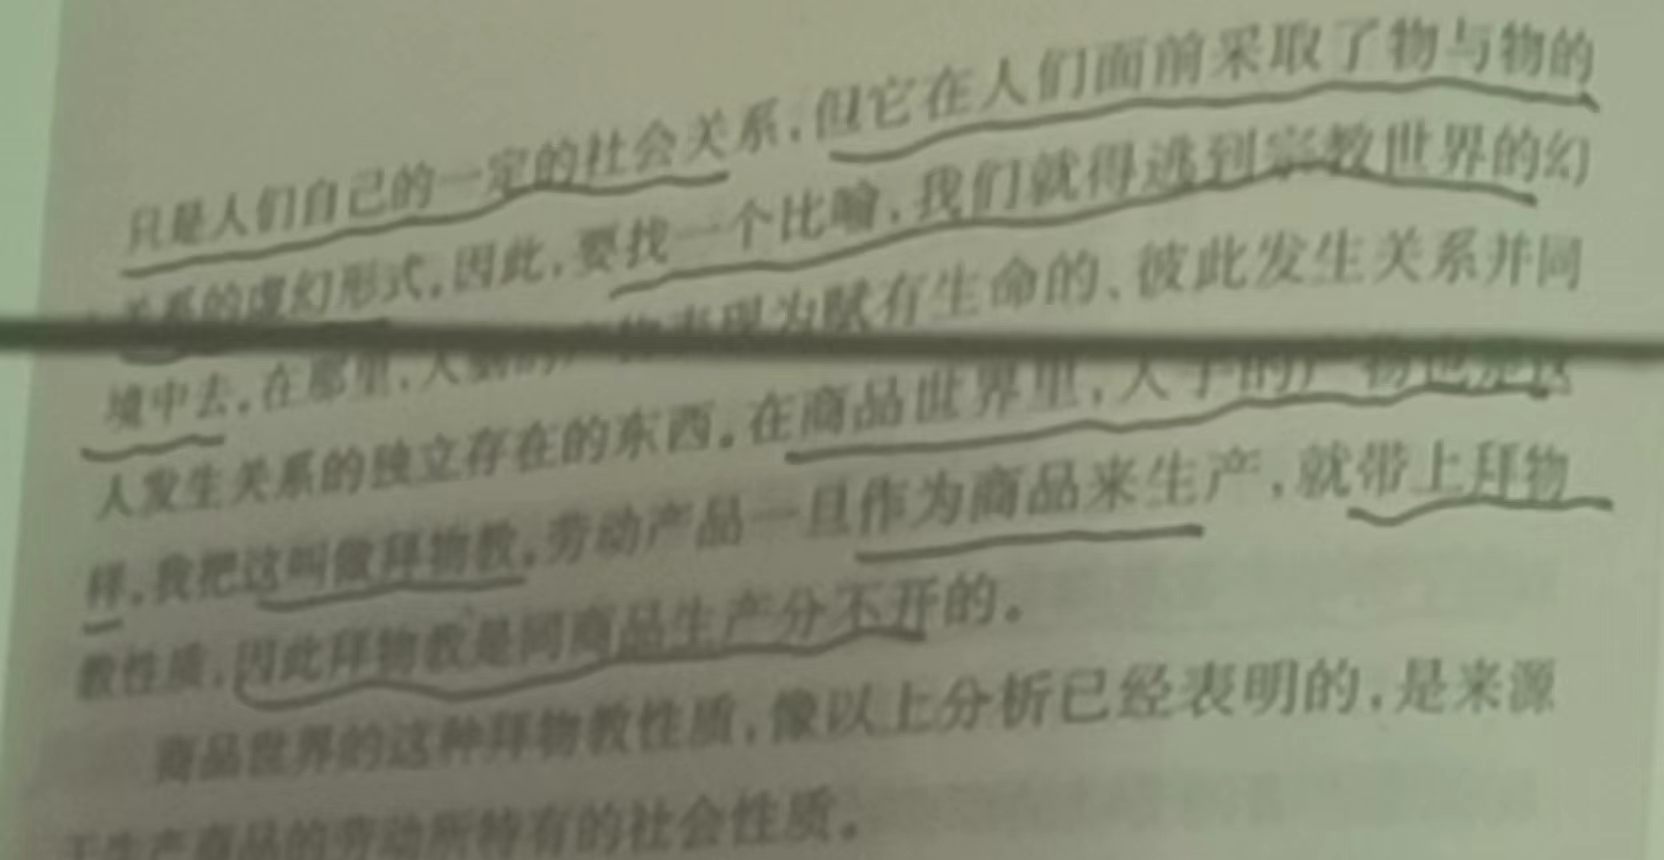 只是人们自己的一定的社会关系，但它在人们面前采取了物与物的
关系的虚幻形式。因此，要找一个比喻，我们就得逃到宗教世界的幻
境中去。在那里，人脑的产物表现为赋有生命的、彼此发生关系并同
人发生关系的独立存在的东西。在商品世界里，人手的产物也是这
样。我把这叫做拜物教。劳动产品一旦作为商品来生产，就带上拜物
教性质，因此拜物教是同商品生产分不开的。
商品世界的这种拜物教性质，像以上分析已经表明的，是来源
于生产商品的劳动所特有的社会性质。